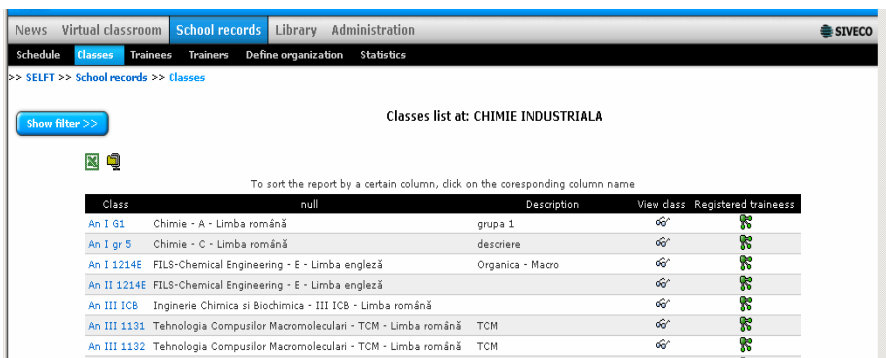 News Virtual classroom School records Library Administration SIVECO
Schedule Classes Trainees Trainers Define organization Statistics
>> SELFT >> School records >> Classes
Show filter >>
Classes list at: CHIMIE INDUSTRIALA
To sort the report by a certain column, click on the coresponding column name
Class null Description View class Registered traineess
An I G1 Chimie - A - Limba română grupa 1
An I gr 5 Chimie - C - Limba română descriere
An I 1214E FILS-Chemical Engineering - E - Limba engleză Organica - Macro
An II 1214E FILS-Chemical Engineering - E - Limba engleză
An III ICB Inginerie Chimica si Biochimica - III ICB - Limba română
An III 1131 Tehnologia Compusilor Macromoleculari - TCM - Limba română TCM
An III 1132 Tehnologia Compusilor Macromoleculari - TCM - Limba română TCM